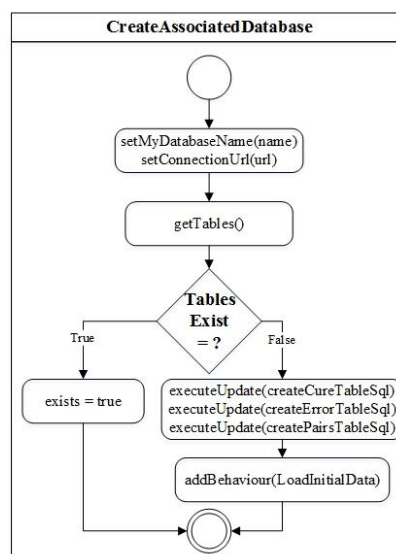 CreateAssociatedDatabase
setMyDatabaseName(name)
setConnectionUrl(url)
getTables()
Tables
Exist
= ?
True
False
exists = true
executeUpdate(createCureTableSql)
executeUpdate(createErrorTableSql)
executeUpdate(createPairsTableSql)
addBehaviour(LoadInitialData)